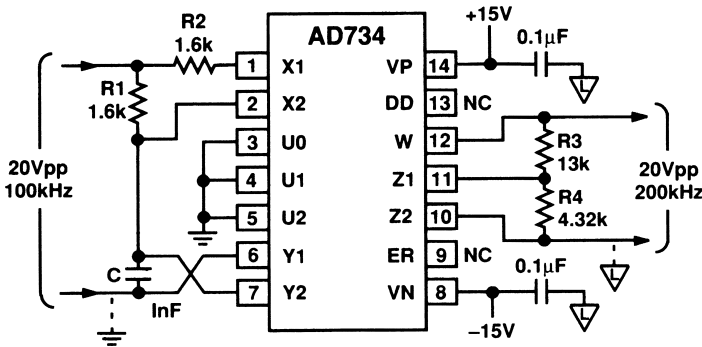 AD734
+15V
0.1µF
R2
1.6k
R1
1.6k
1 X1
2 X2
3 U0
4 U1
5 U2
6 Y1
7 Y2
VP 14
DD 13 NC
W 12
Z1 11
Z2 10
ER 9 NC
VN 8
L
R3
13k
R4
4.32k
20Vpp
100kHz
20Vpp
200kHz
C
InF
L
0.1µF
L
–15V